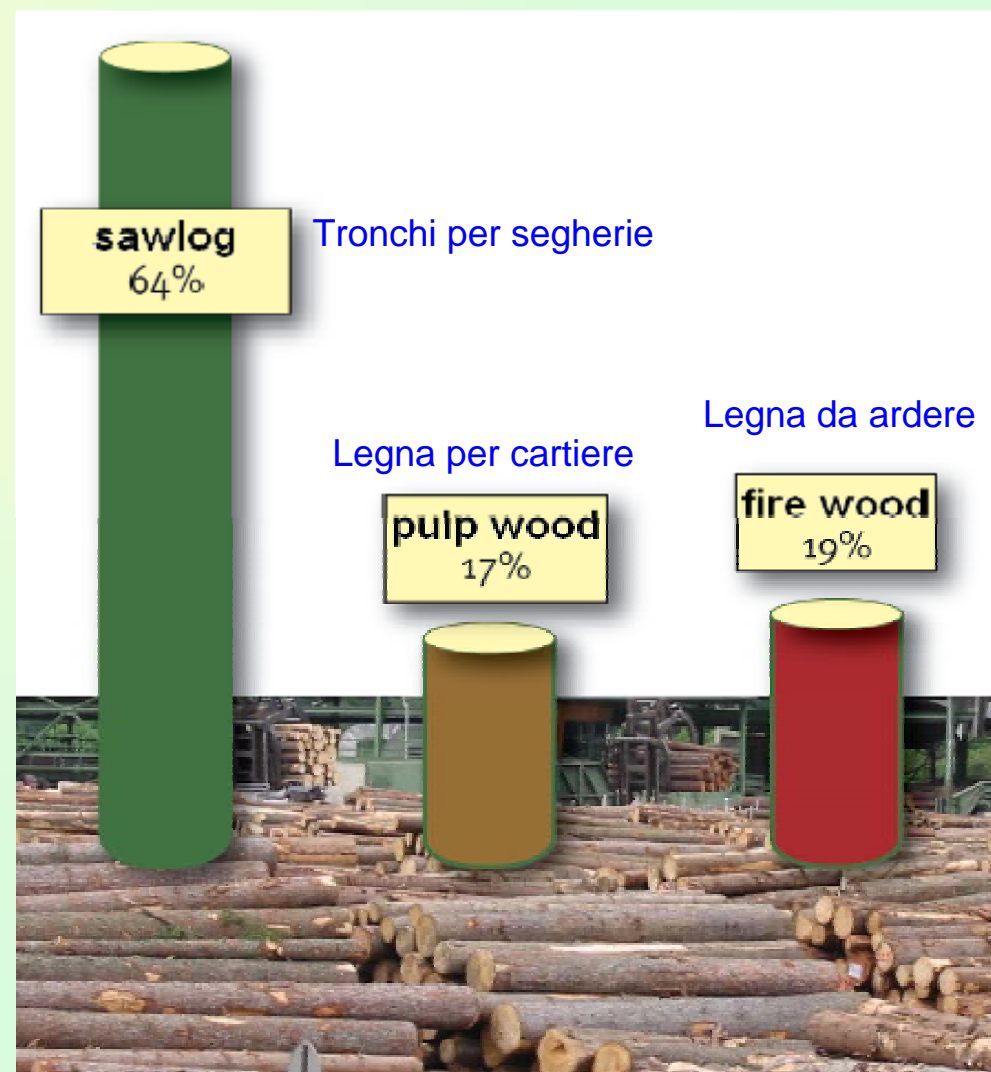 sawlog
64%
Tronchi per segherie
Legna per cartiere
pulp wood
17%
Legna da ardere
fire wood
19%